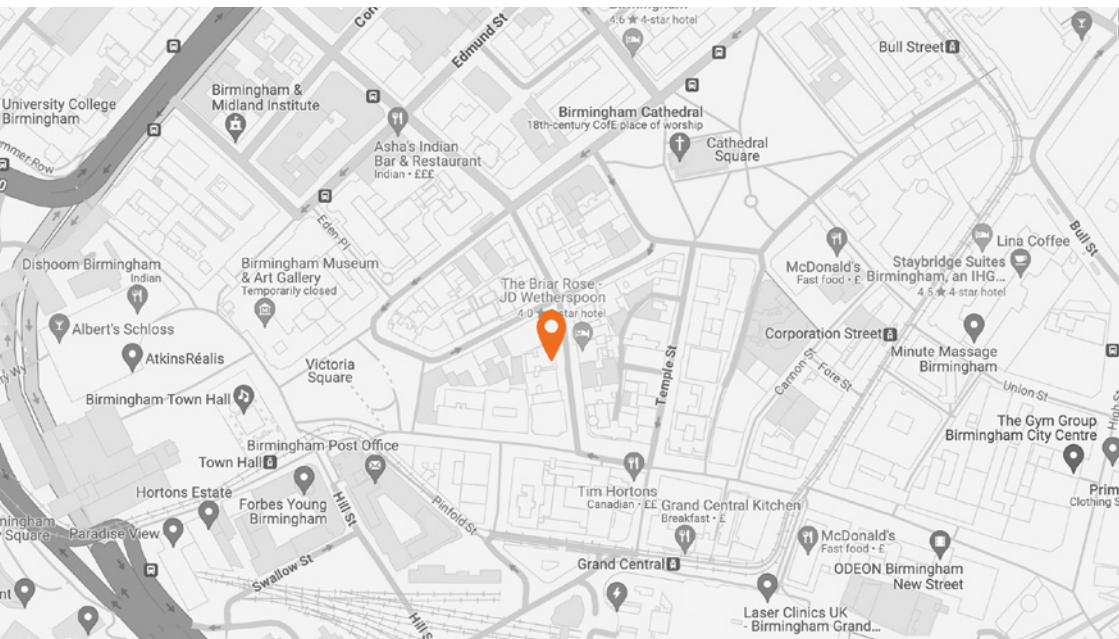 4.6 ★ 4-star hotel
Edmund St
Bull Street
University College
Birmingham
Birmingham &
Midland Institute
Birmingham Cathedral
18th-century CofE place of worship
Cathedral
Square
Asha's Indian
Bar & Restaurant
Indian • £££
Eden Pl
Bull St
Lina Coffee
Dishoom Birmingham
Indian
Birmingham Museum
& Art Gallery
Temporarily closed
The Briar Rose -
JD Wetherspoon
McDonald's
Fast food • £
Staybridge Suites
Birmingham, an IHG...
4.5 ★ 4-star hotel
Albert's Schloss
AtkinsRéalis
Corporation Street
Minute Massage
Birmingham
Victoria
Square
Temple St
Cannon St
Fore St
Union St
Birmingham Town Hall
The Gym Group
Birmingham City Centre
Birmingham Post Office
Town Hall
Hortons Estate
Forbes Young
Birmingham
Hill St
Pinfold St
Tim Hortons
Canadian • ££
Grand Central Kitchen
Breakfast • £
Clothing S
Paradise View
Square
McDonald's
Fast food • £
ODEON Birmingham
New Street
Grand Central
Swallow St
Laser Clinics UK
- Birmingham Grand...